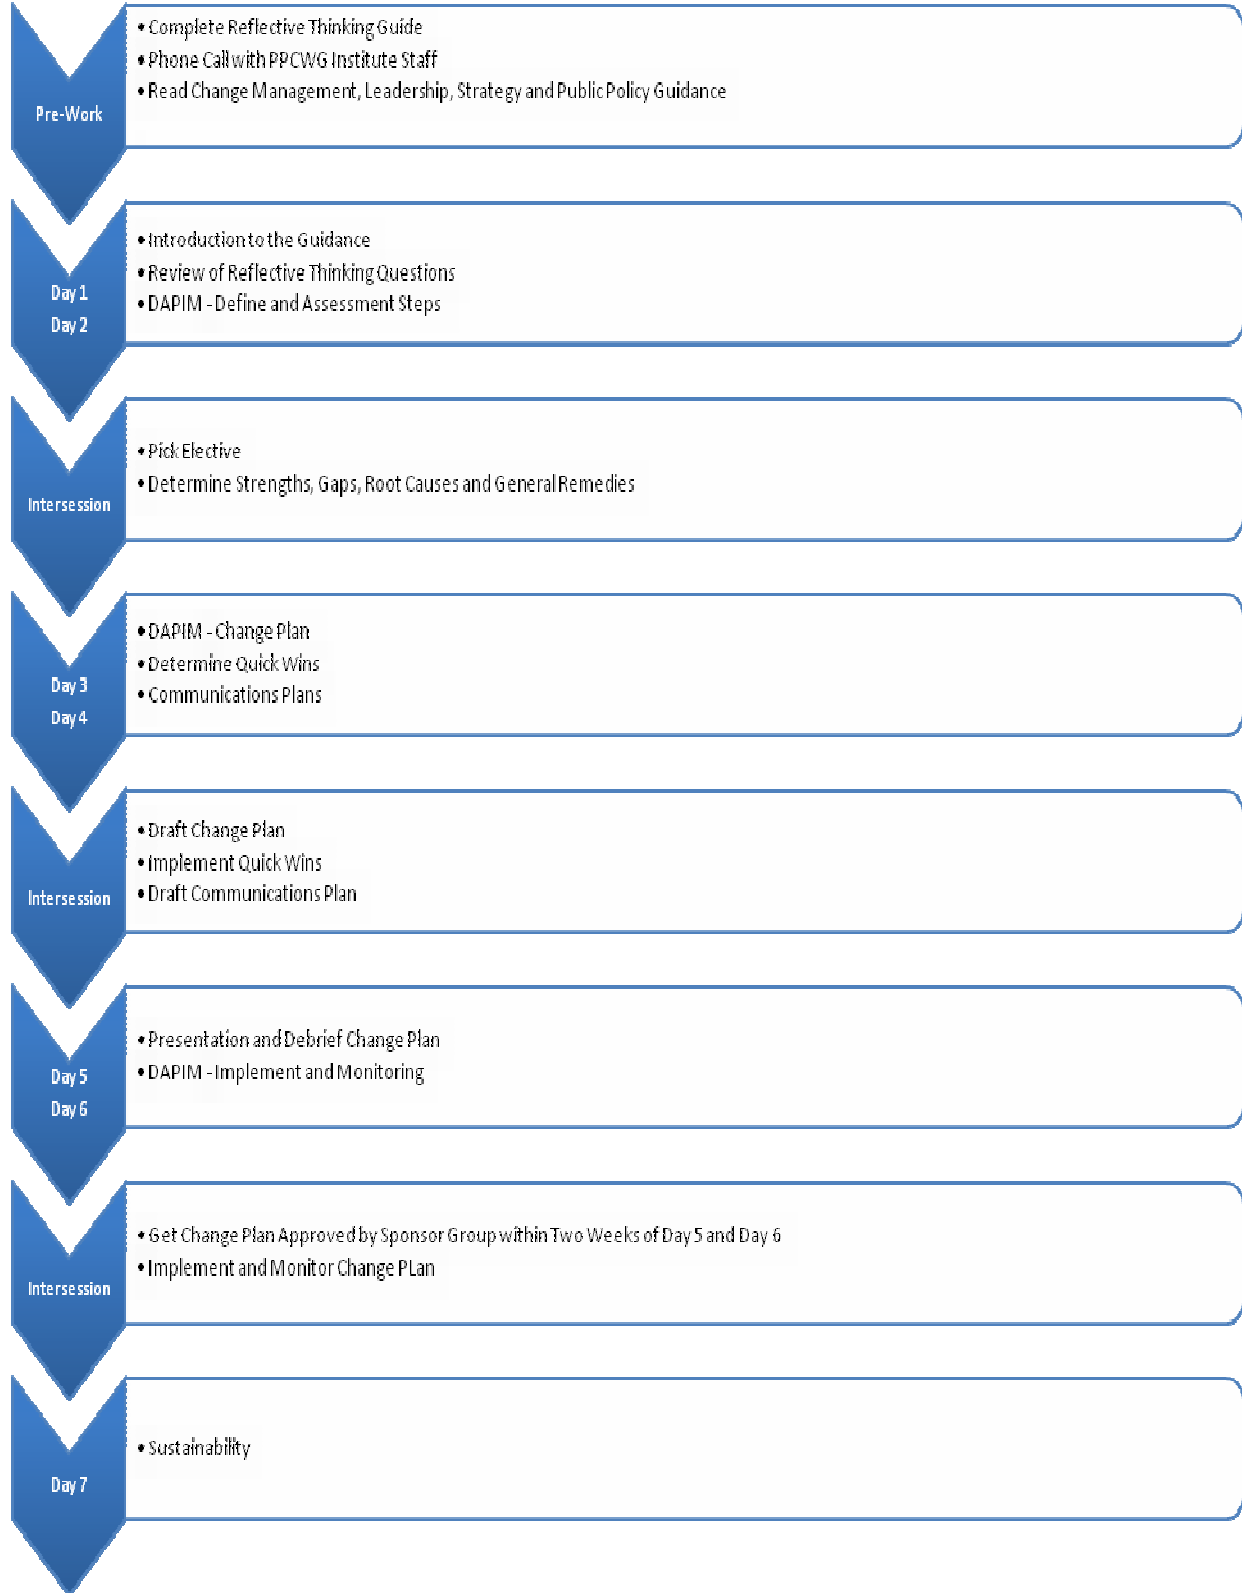 Pre-Work
• Complete Reflective Thinking Guide
• Phone Call with PPCWG Institute Staff
• Read Change Management, Leadership, Strategy and Public Policy Guidance
Day 1
Day 2
• Introduction to the Guidance
• Review of Reflective Thinking Questions
• DAPIM - Define and Assessment Steps
Intersession
• Pick Elective
• Determine Strengths, Gaps, Root Causes and General Remedies
Day 3
Day 4
• DAPIM - Change Plan
• Determine Quick Wins
• Communications Plans
Intersession
• Draft Change Plan
• Implement Quick Wins
• Draft Communications Plan
Day 5
Day 6
• Presentation and Debrief Change Plan
• DAPIM - Implement and Monitoring
Intersession
• Get Change Plan Approved by Sponsor Group within Two Weeks of Day 5 and Day 6
• Implement and Monitor Change PLan
Day 7
• Sustainability